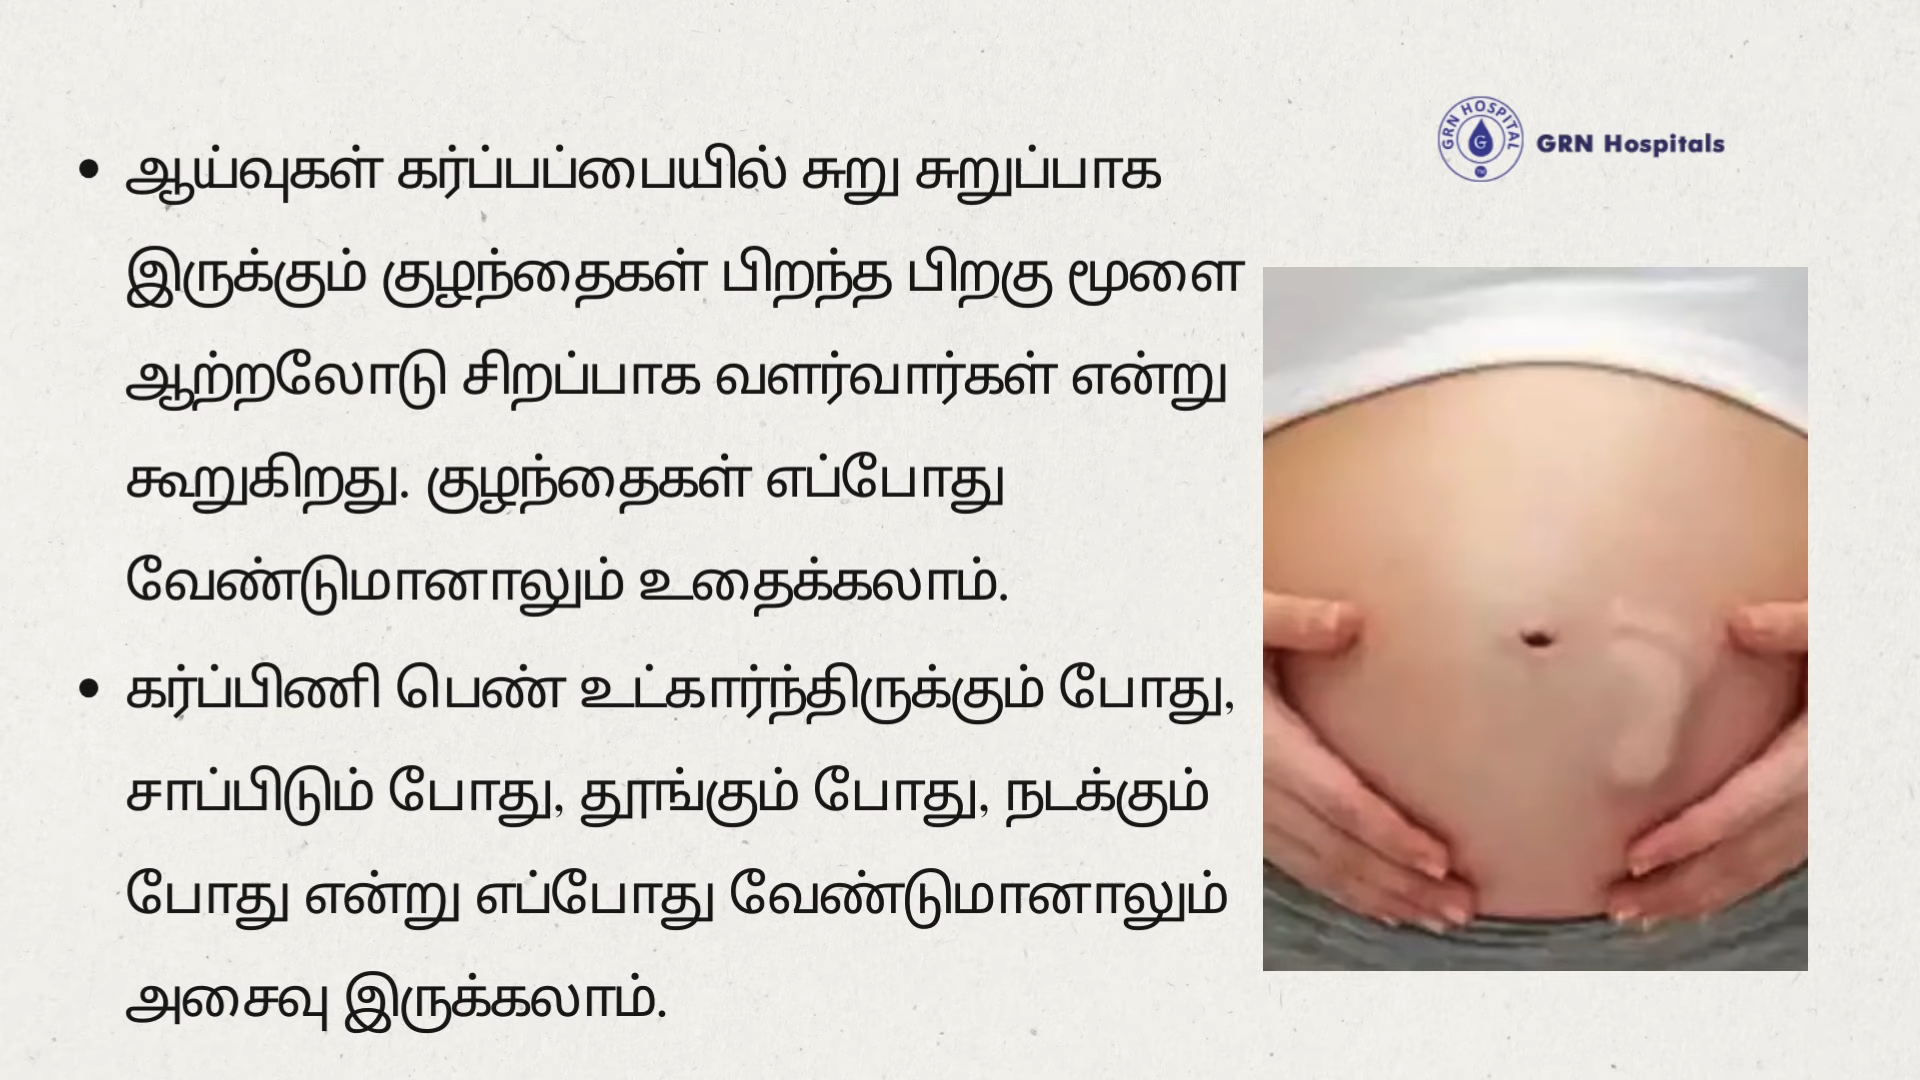 GRN HOSPITAL
G
GRN Hospitals
• ஆய்வுகள் கர்ப்பப்பையில் சுறு சுறுப்பாக
இருக்கும் குழந்தைகள் பிறந்த பிறகு மூளை
ஆற்றலோடு சிறப்பாக வளர்வார்கள் என்று
கூறுகிறது. குழந்தைகள் எப்போது
வேண்டுமானாலும் உதைக்கலாம்.
• கர்ப்பிணி பெண் உட்கார்ந்திருக்கும் போது,
சாப்பிடும் போது, தூங்கும் போது, நடக்கும்
போது என்று எப்போது வேண்டுமானாலும்
அசைவு இருக்கலாம்.